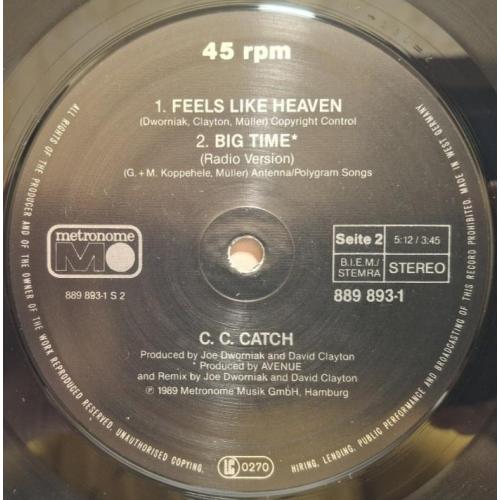 45 rpm
1. FEELS LIKE HEAVEN
(Dworniak, Clayton, Müller) Copyright Control
2. BIG TIME*
(Radio Version)
(G. + M. Koppehele, Müller) Antenna/Polygram Songs
metronome
M
889 893-1 S 2
Seite 2
5:12 / 3:45
B.I.E.M./
STEMRA
STEREO
889 893-1
C. C. CATCH
Produced by Joe Dworniak and David Clayton
*Produced by AVENUE
and Remix by Joe Dworniak and David Clayton
Ⓟ 1989 Metronome Musik GmbH, Hamburg
LC 0270
ALL RIGHTS OF THE PRODUCER AND OF THE OWNER OF THE WORK REPRODUCED RESERVED. UNAUTHORISED COPYING, HIRING, LENDING, PUBLIC PERFORMANCE AND BROADCASTING OF THIS RECORD PROHIBITED. MADE IN WEST GERMANY